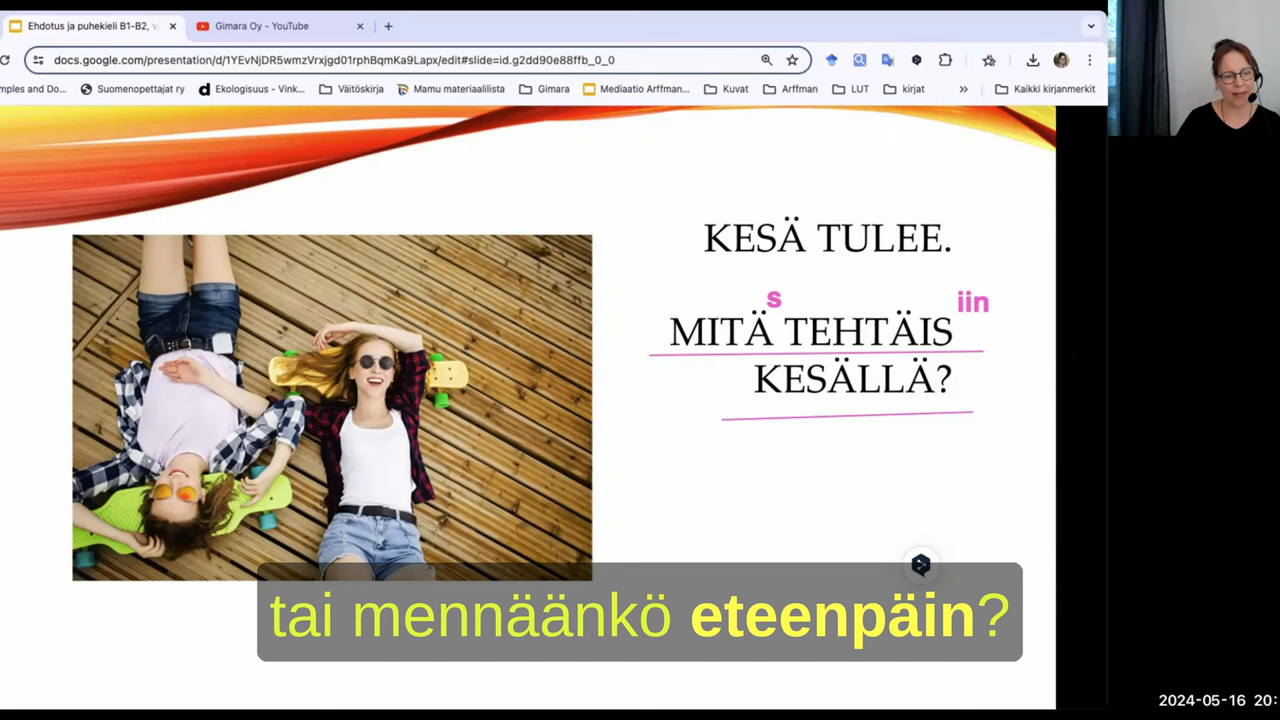 Ehdotus ja puhekieli B1-B2, v
Gimara Oy - YouTube
docs.google.com/presentation/d/1YEvNjDR5wmzVrxjgd01rphBqmKa9Lapx/edit#slide=id.g2dd90e88ffb_0_0
mples and Do... Suomenopettajat ry Ekologisuus - Vink... Väitöskirja Mamu materiaalilista Gimara Mediaatio Arffman... Kuvat Arffman LUT kirjat » Kaikki kirjanmerkit
KESÄ TULEE.
s iin
MITÄ TEHTÄIS
KESÄLLÄ?
tai mennäänkö eteenpäin?
2024-05-16 20: